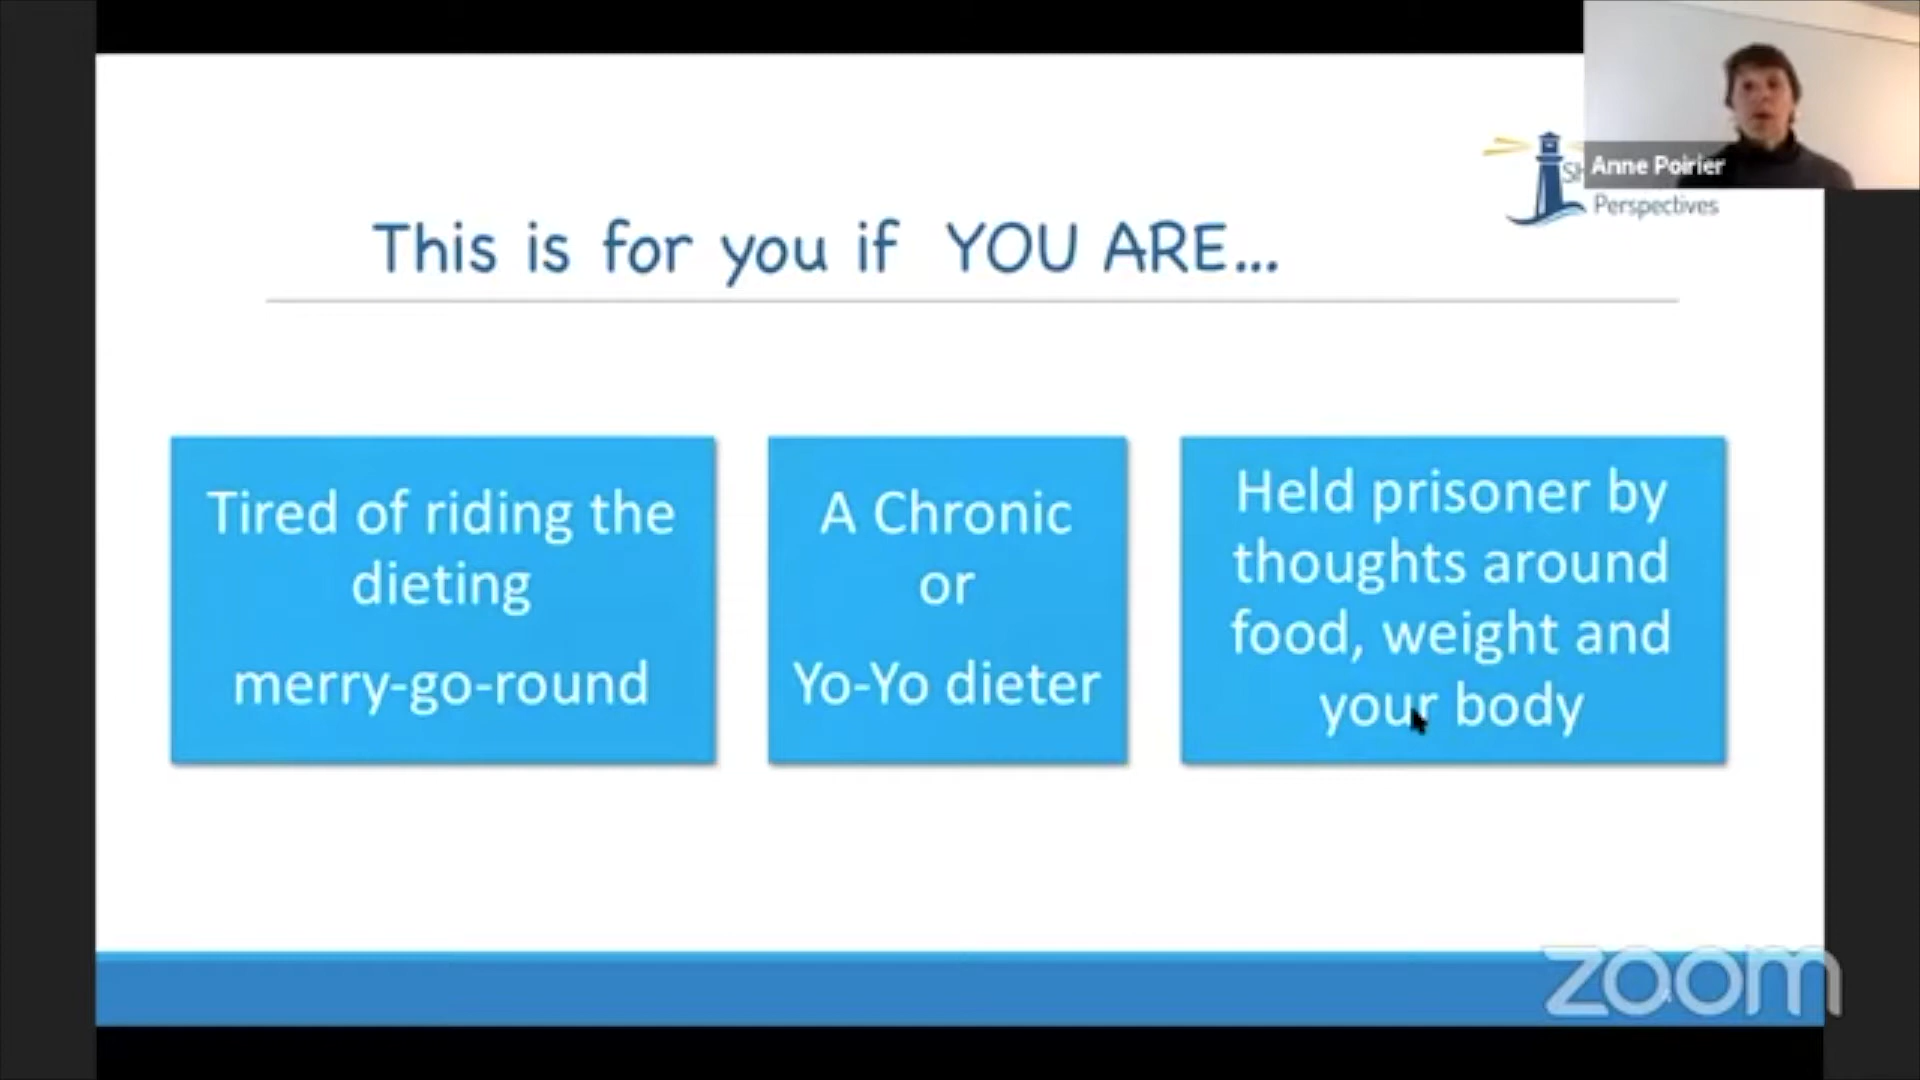 Anne Poirier
Perspectives
This is for you if YOU ARE...
Tired of riding the
dieting
merry-go-round
A Chronic
or
Yo-Yo dieter
Held prisoner by
thoughts around
food, weight and
your body
zoom